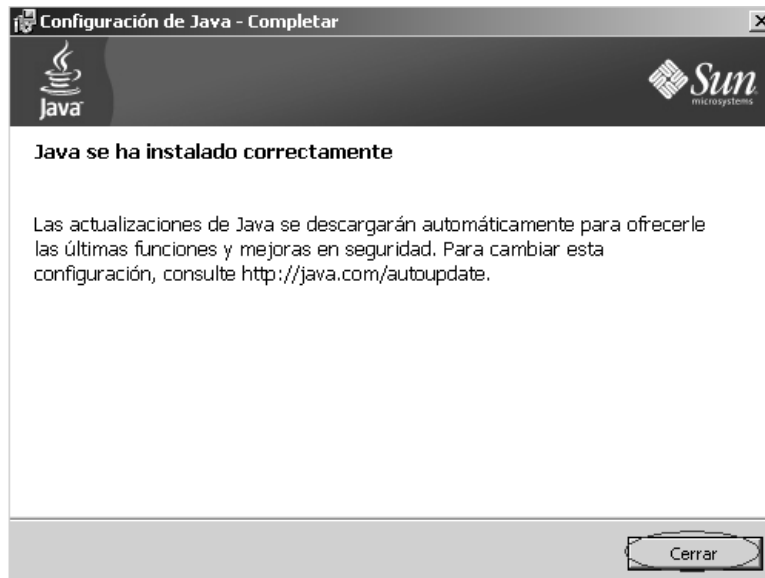 Configuración de Java - Completar
Java
Sun
microsystems
Java se ha instalado correctamente
Las actualizaciones de Java se descargarán automáticamente para ofrecerle
las últimas funciones y mejoras en seguridad. Para cambiar esta
configuración, consulte http://java.com/autoupdate.
Cerrar